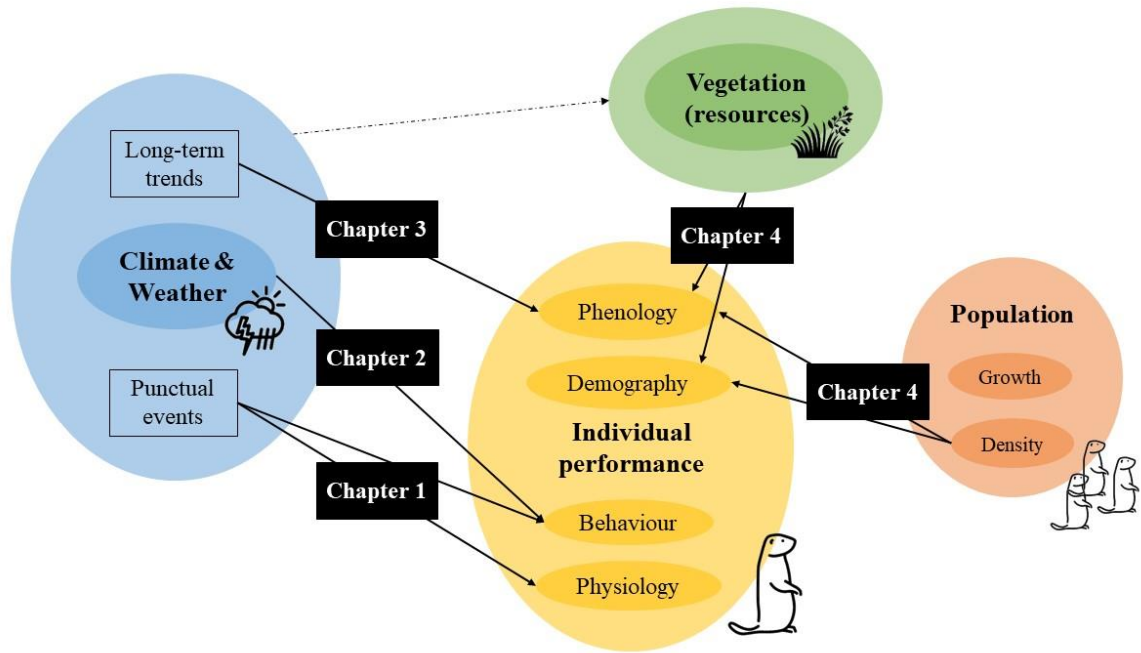 Vegetation
(resources)
Long-term
trends
Chapter 3
Chapter 4
Climate &
Weather
Phenology
Population
Chapter 2
Demography
Growth
Punctual
events
Chapter 4
Individual
performance
Density
Chapter 1
Behaviour
Physiology